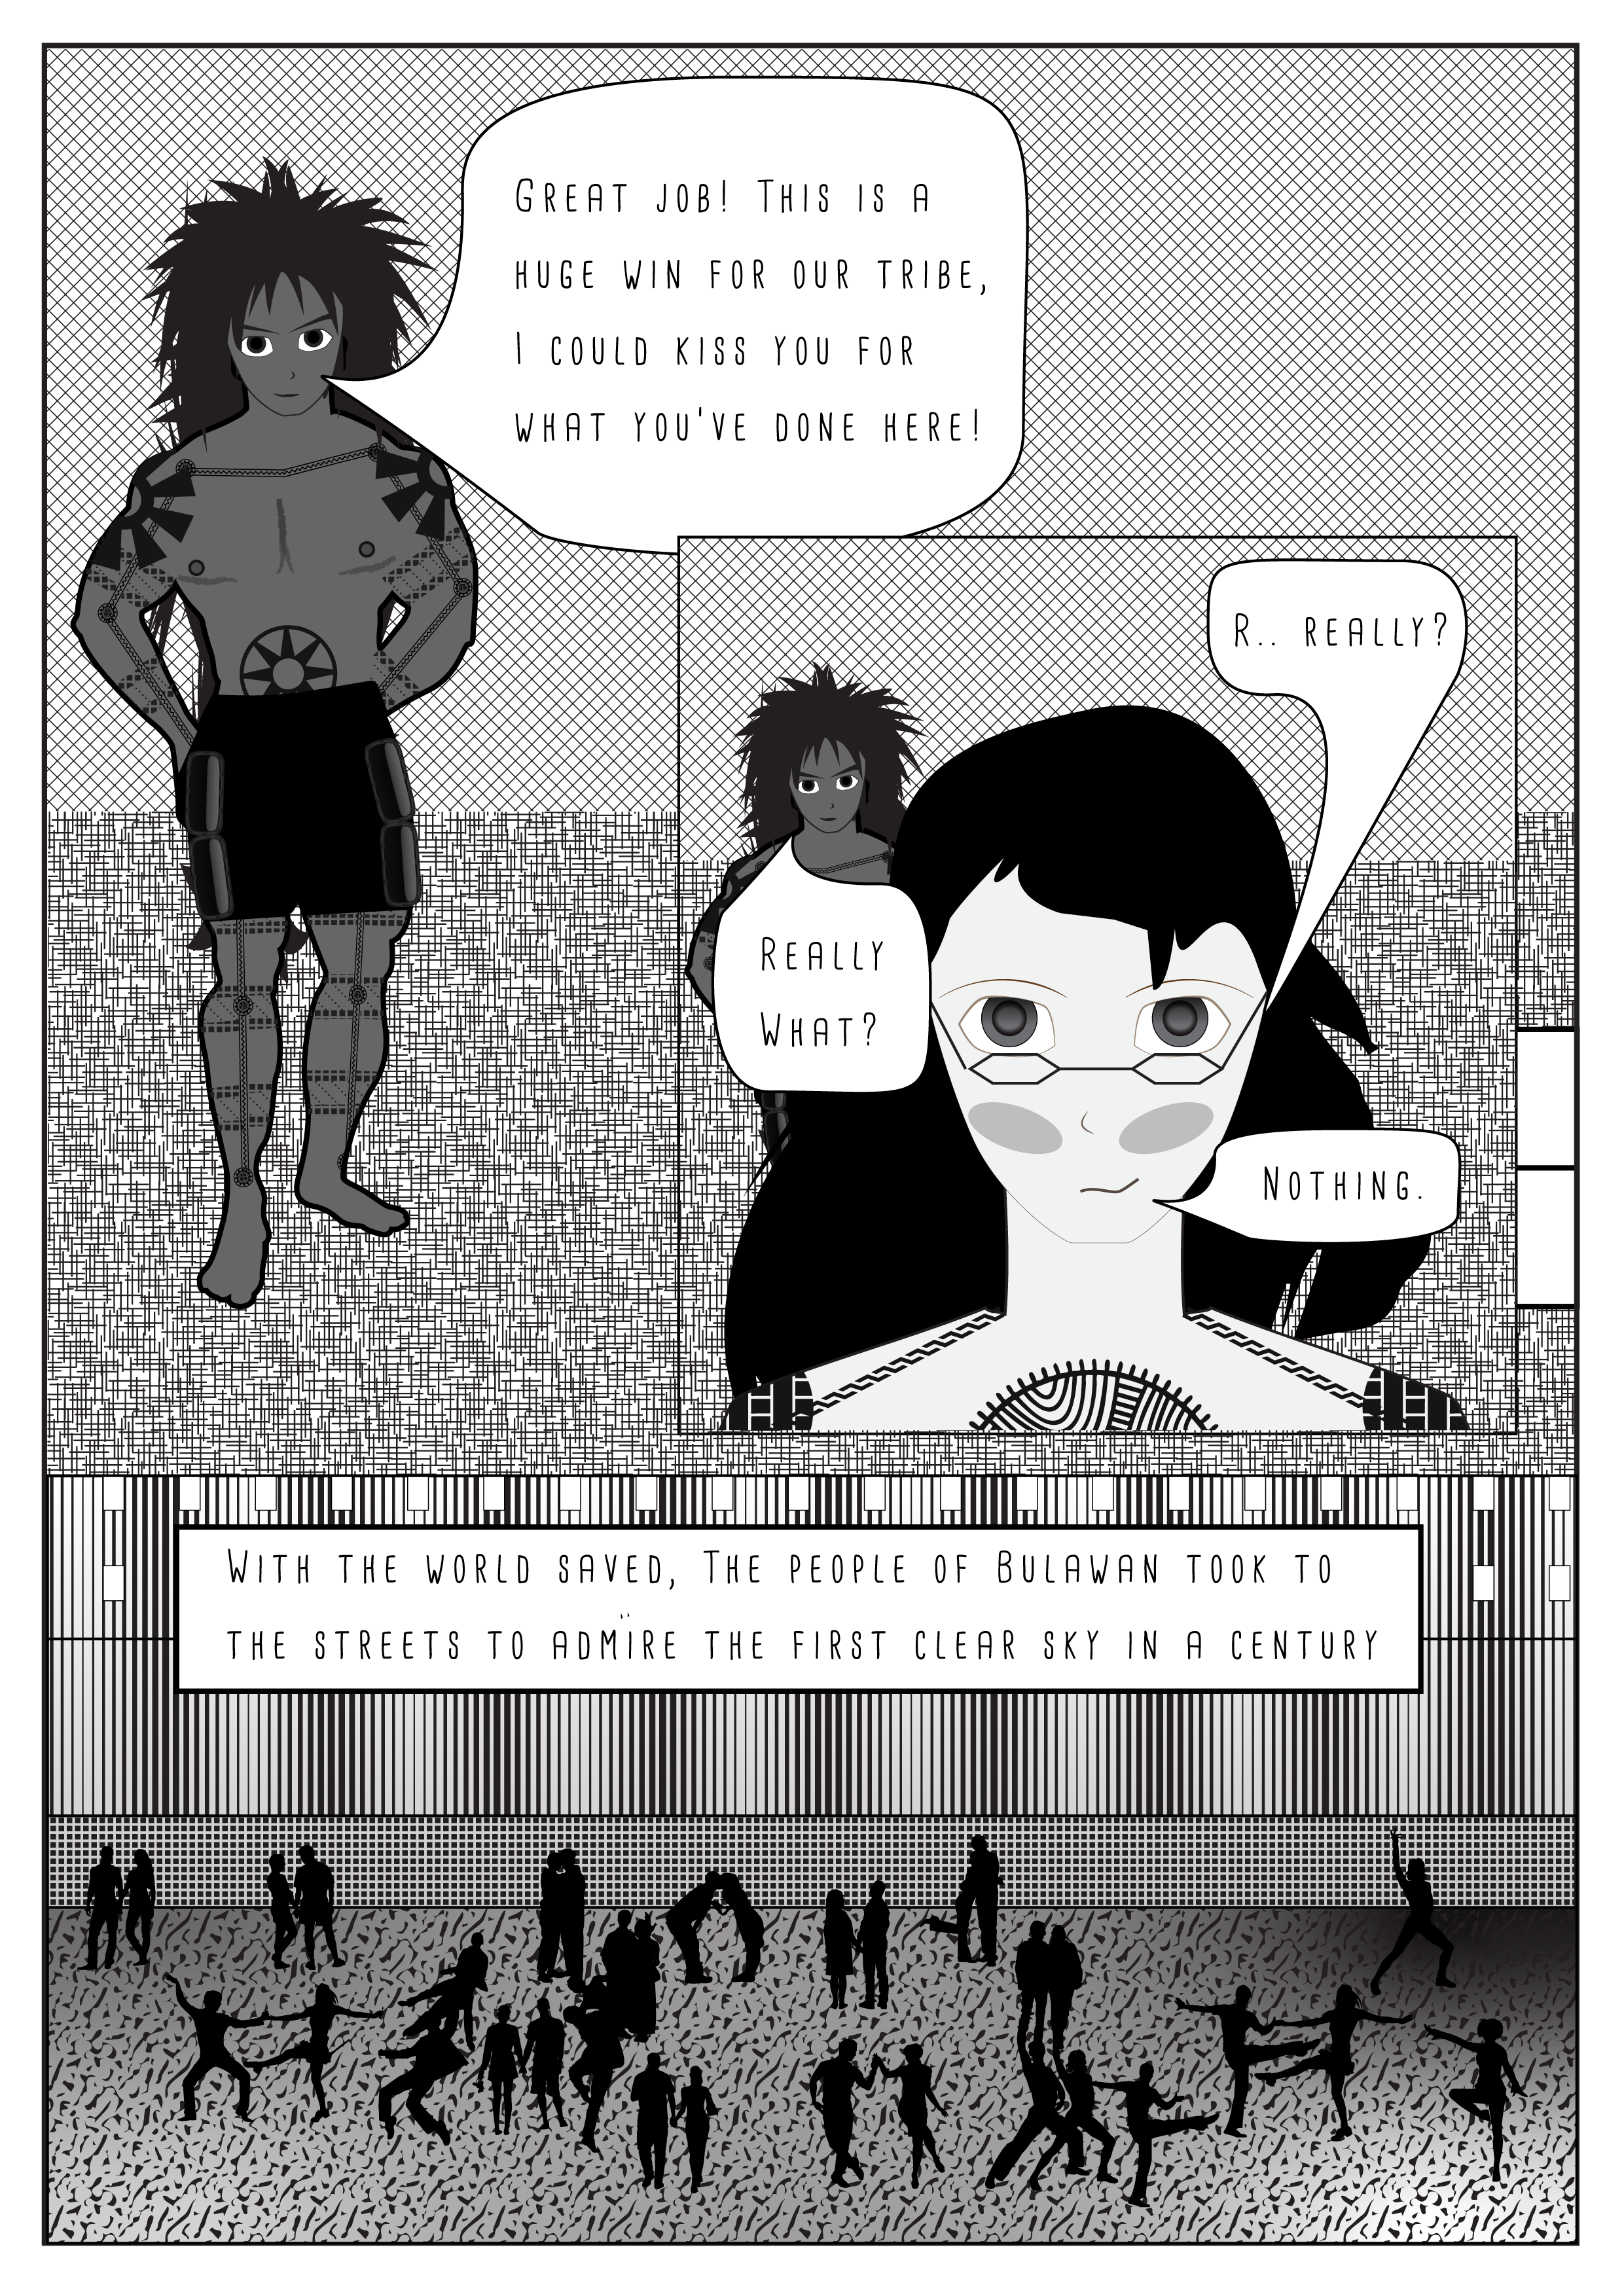 Great job! This is a
huge win for our tribe,
I could kiss you for
what you've done here!
R.. really?
Really
What?
Nothing.
With the world saved, The people of Bulawan took to
the streets to admïre the first clear sky in a century